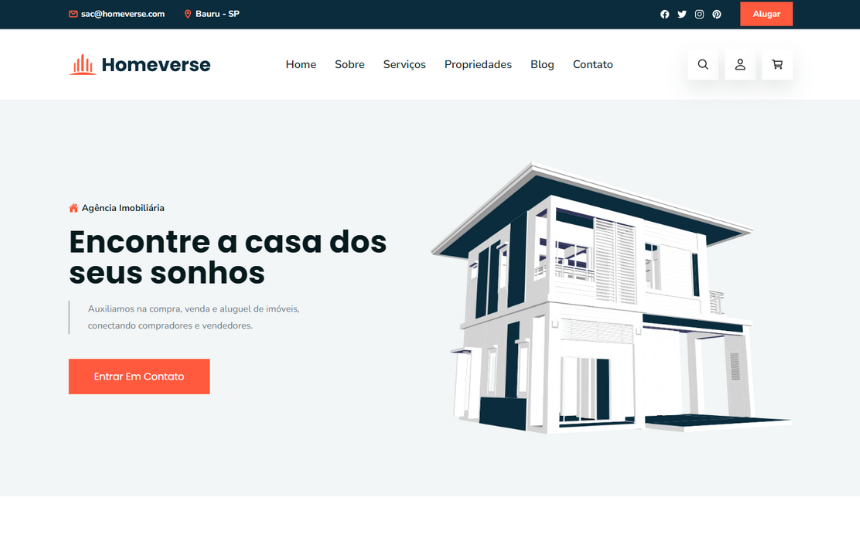 sac@homeverse.com
Bauru - SP
Alugar
Homeverse
Home
Sobre
Serviços
Propriedades
Blog
Contato
Agência Imobiliária
Encontre a casa dos
seus sonhos
Auxiliamos na compra, venda e aluguel de imóveis,
conectando compradores e vendedores.
Entrar Em Contato